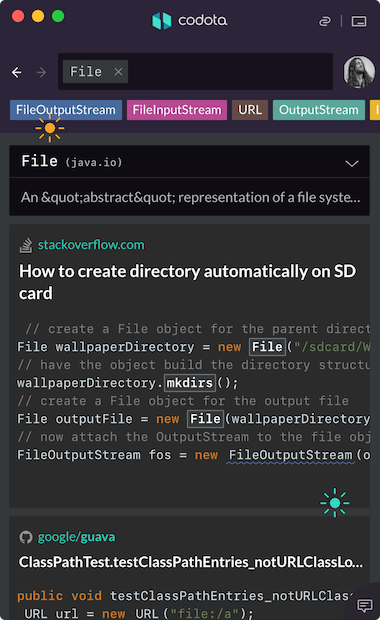 codota
File ×
FileOutputStream FileInputStream URL OutputStream
File (java.io)
An &quot;abstract&quot; representation of a file syste...
stackoverflow.com
How to create directory automatically on SD
card
// create a File object for the parent direct
File wallpaperDirectory = new File("/sdcard/W
// have the object build the directory structu
wallpaperDirectory.mkdirs();
// create a File object for the output file
File outputFile = new File(wallpaperDirectory
// now attach the OutputStream to the file obj
FileOutputStream fos = new FileOutputStream(o
google/guava
ClassPathTest.testClassPathEntries_notURLClassLo...
public void testClassPathEntries_notURLClass
URL url = new URL("file:/a");